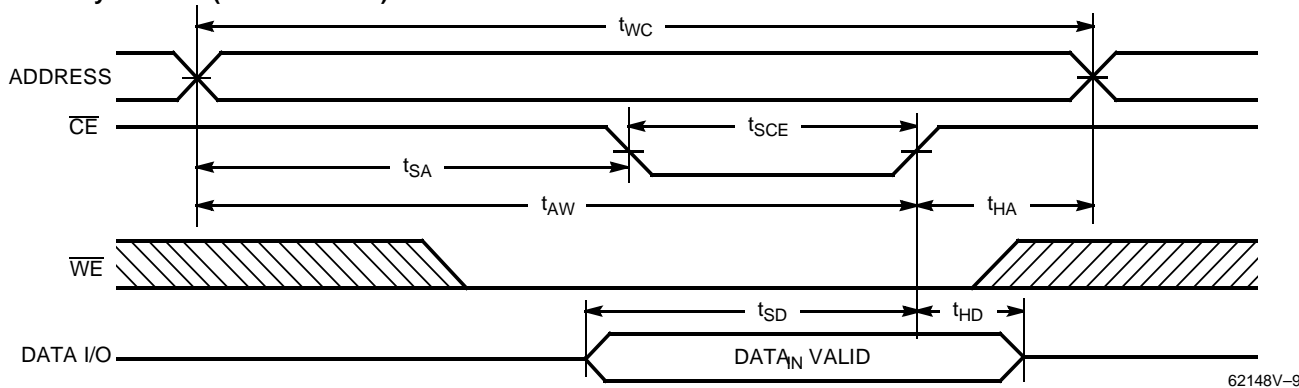 tWC
ADDRESS
CE
tSCE
tSA
tAW
tHA
WE
tSD
tHD
DATA I/O
DATAIN VALID
62148V–9